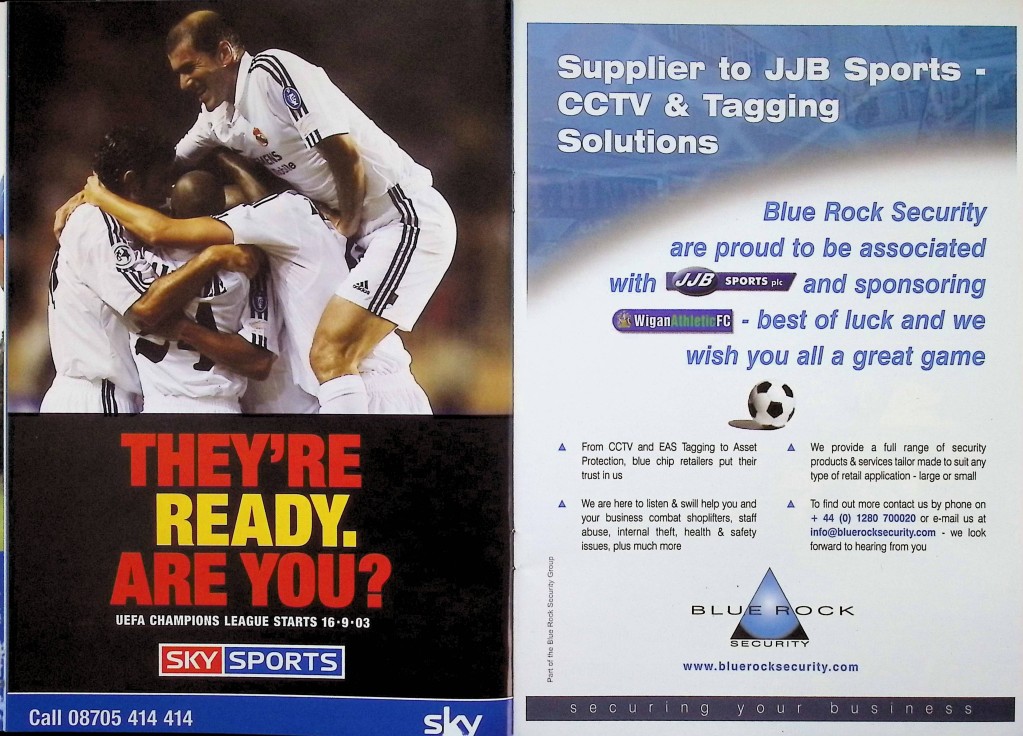 SIEMENS
mobile
THEY'RE
READY.
ARE YOU?
UEFA CHAMPIONS LEAGUE STARTS 16·9·03
SKY SPORTS
Call 08705 414 414
sky
Supplier to JJB Sports -
CCTV & Tagging
Solutions
Blue Rock Security
are proud to be associated
with JJB SPORTS plc and sponsoring
WiganAthleticFC - best of luck and we
wish you all a great game
From CCTV and EAS Tagging to Asset
Protection, blue chip retailers put their
trust in us
We are here to listen & swill help you and
your business combat shoplifters, staff
abuse, internal theft, health & safety
issues, plus much more
We provide a full range of security
products & services tailor made to suit any
type of retail application - large or small
To find out more contact us by phone on
+ 44 (0) 1280 700020 or e-mail us at
info@bluerocksecurity.com - we look
forward to hearing from you
Part of the Blue Rock Security Group
BLUE ROCK
SECURITY
www.bluerocksecurity.com
securing your business